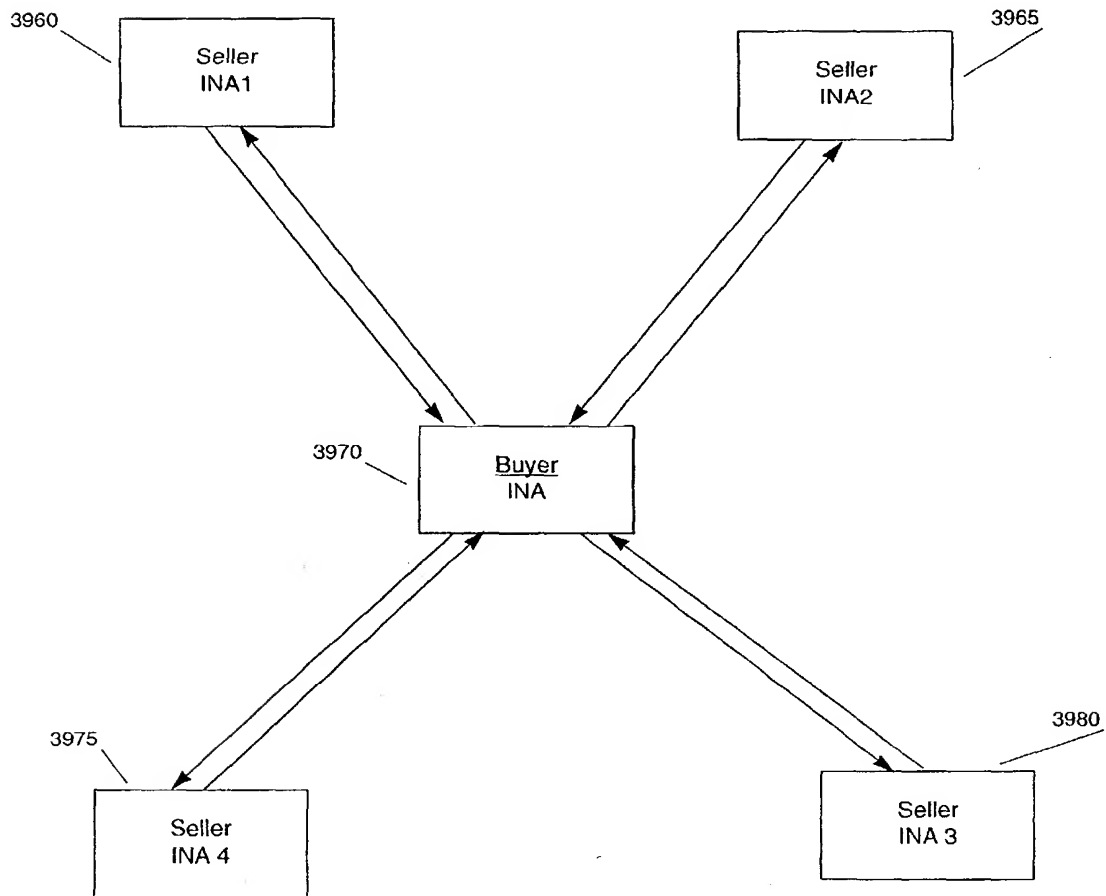 3960
Seller
INA1
3965
Seller
INA2
3970
Buyer
INA
3975
Seller
INA 4
3980
Seller
INA 3